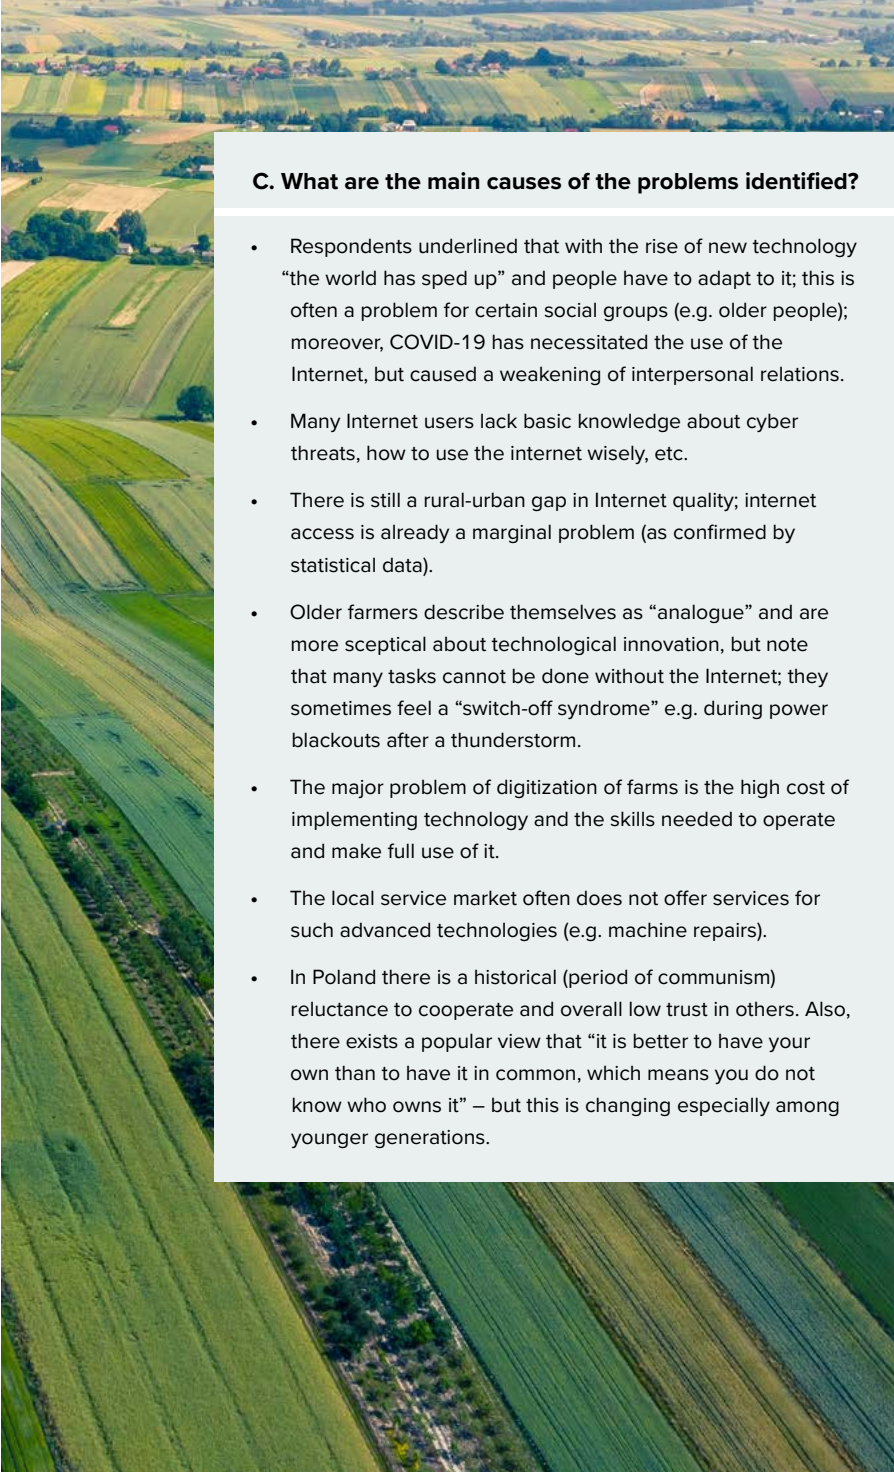 C. What are the main causes of the problems identified?
• Respondents underlined that with the rise of new technology
“the world has sped up” and people have to adapt to it; this is
often a problem for certain social groups (e.g. older people);
moreover, COVID-19 has necessitated the use of the
Internet, but caused a weakening of interpersonal relations.
• Many Internet users lack basic knowledge about cyber
threats, how to use the internet wisely, etc.
• There is still a rural-urban gap in Internet quality; internet
access is already a marginal problem (as confirmed by
statistical data).
• Older farmers describe themselves as “analogue” and are
more sceptical about technological innovation, but note
that many tasks cannot be done without the Internet; they
sometimes feel a “switch-off syndrome” e.g. during power
blackouts after a thunderstorm.
• The major problem of digitization of farms is the high cost of
implementing technology and the skills needed to operate
and make full use of it.
• The local service market often does not offer services for
such advanced technologies (e.g. machine repairs).
• In Poland there is a historical (period of communism)
reluctance to cooperate and overall low trust in others. Also,
there exists a popular view that “it is better to have your
own than to have it in common, which means you do not
know who owns it” – but this is changing especially among
younger generations.